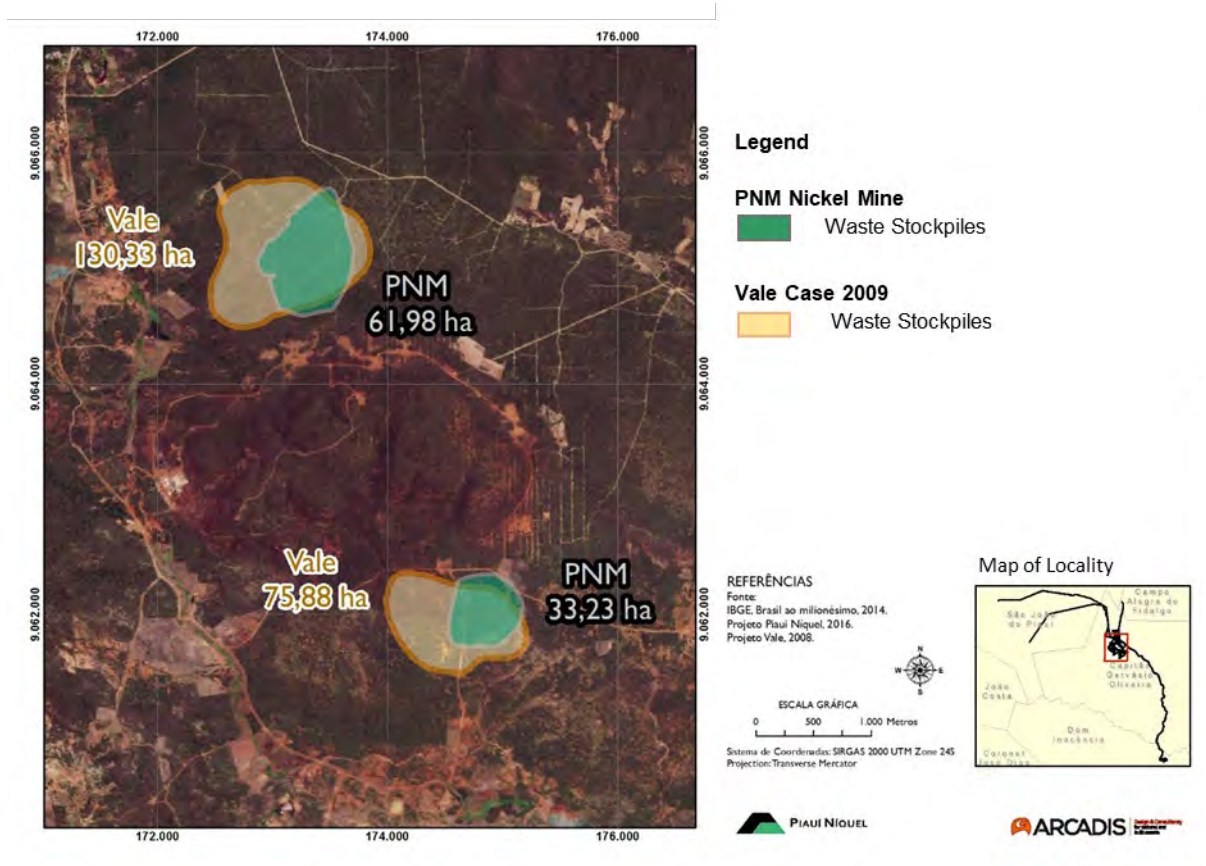 172.000
174.000
176.000
9.066.000
9.066.000
Vale
130,33 ha
PNM
61,98 ha
9.064.000
9.064.000
Vale
75,88 ha
PNM
33,23 ha
9.062.000
9.062.000
172.000
174.000
176.000
Legend
PNM Nickel Mine
Waste Stockpiles
Vale Case 2009
Waste Stockpiles
REFERÊNCIAS
Fonte:
IBGE, Brasil ao milionésimo, 2014.
Projeto Piauí Níquel, 2016.
Projeto Vale, 2008.
N
W E
S
ESCALA GRÁFICA
0 500 1.000 Metros
Sistema de Coordenadas: SIRGAS 2000 UTM Zone 24S
Projection: Transverse Mercator
Map of Locality
Campo
Alegre do
Fidalgo
São João
do Piauí
Capitão
Gervásio
Oliveira
João
Costa
Dom
Inocêncio
Coronel
José Dias
PIAUÍ NÍQUEL
ARCADIS